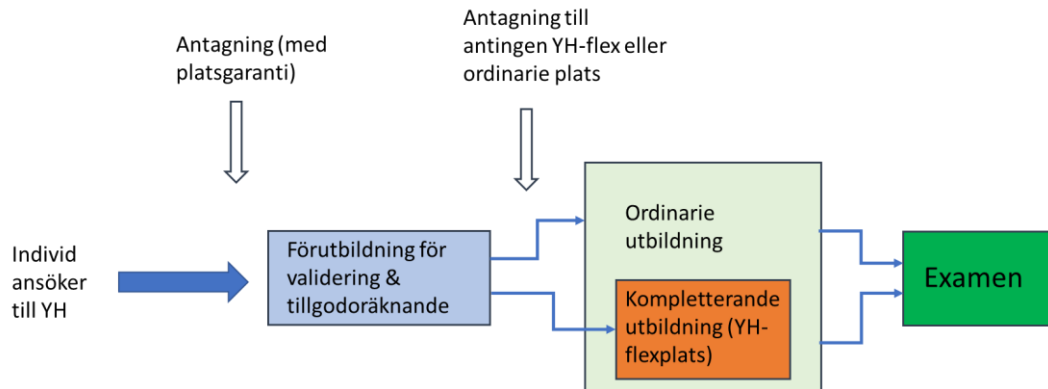 Antagning (med
platsgaranti)
Antagning till
antingen YH-flex eller
ordinarie plats
Individ
ansöker
till YH
Förutbildning för
validering &
tillgodoräknande
Ordinarie
utbildning
Kompletterande
utbildning (YH-
flexplats)
Examen